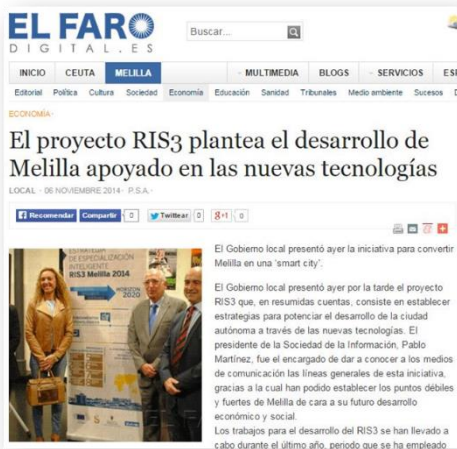 EL FARO
DIGITAL.ES
Buscar...
INICIO CEUTA MELILLA - MULTIMEDIA BLOGS - SERVICIOS
Editorial Política Cultura Sociedad Economía Educación Sanidad Tribunales Medio ambiente Sucesos
ECONOMÍA
El proyecto RIS3 plantea el desarrollo de
Melilla apoyado en las nuevas tecnologías
LOCAL - 06 NOVIEMBRE 2014 - P.S.A.
Recomendar Compartir 0 Twittear 0 +1 0
ESTRATEGIA
DE ESPECIALIZACIÓN
INTELIGENTE
RIS3 Melilla 2014
HORIZON
2020
El Gobierno local presentó ayer la iniciativa para convertir
Melilla en una 'smart city'.
El Gobierno local presentó ayer por la tarde el proyecto
RIS3 que, en resumidas cuentas, consiste en establecer
estrategias para potenciar el desarrollo de la ciudad
autónoma a través de las nuevas tecnologías. El
presidente de la Sociedad de la Información, Pablo
Martínez, fue el encargado de dar a conocer a los medios
de comunicación las líneas generales de esta iniciativa,
gracias a la cual han podido establecer los puntos débiles
y fuertes de Melilla de cara a su futuro desarrollo
económico y social.
Los trabajos para el desarrollo del RIS3 se han llevado a
cabo durante el último año, periodo que se ha empleado